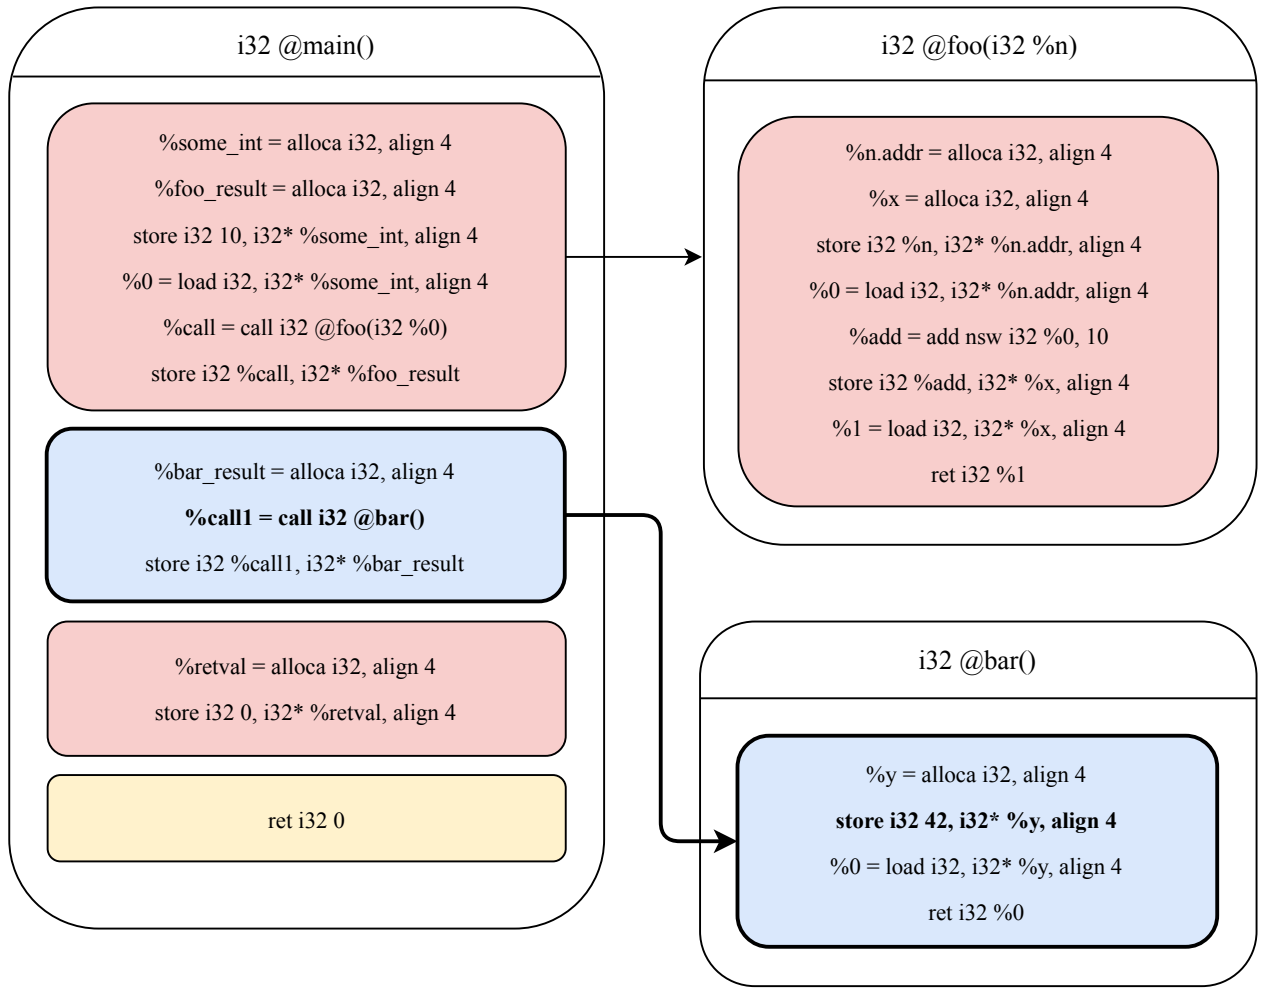 i32 @main()
%some_int = alloca i32, align 4
%foo_result = alloca i32, align 4
store i32 10, i32* %some_int, align 4
%0 = load i32, i32* %some_int, align 4
%call = call i32 @foo(i32 %0)
store i32 %call, i32* %foo_result
%bar_result = alloca i32, align 4
%call1 = call i32 @bar()
store i32 %call1, i32* %bar_result
%retval = alloca i32, align 4
store i32 0, i32* %retval, align 4
ret i32 0
i32 @foo(i32 %n)
%n.addr = alloca i32, align 4
%x = alloca i32, align 4
store i32 %n, i32* %n.addr, align 4
%0 = load i32, i32* %n.addr, align 4
%add = add nsw i32 %0, 10
store i32 %add, i32* %x, align 4
%1 = load i32, i32* %x, align 4
ret i32 %1
i32 @bar()
%y = alloca i32, align 4
store i32 42, i32* %y, align 4
%0 = load i32, i32* %y, align 4
ret i32 %0